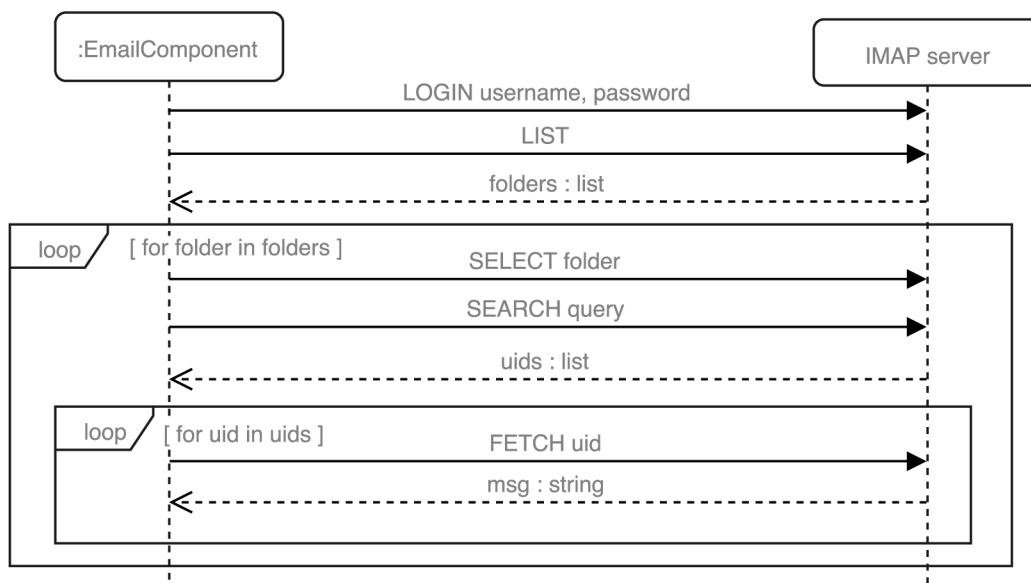 :EmailComponent
IMAP server
LOGIN username, password
LIST
folders : list
loop
[ for folder in folders ]
SELECT folder
SEARCH query
uids : list
loop
[ for uid in uids ]
FETCH uid
msg : string